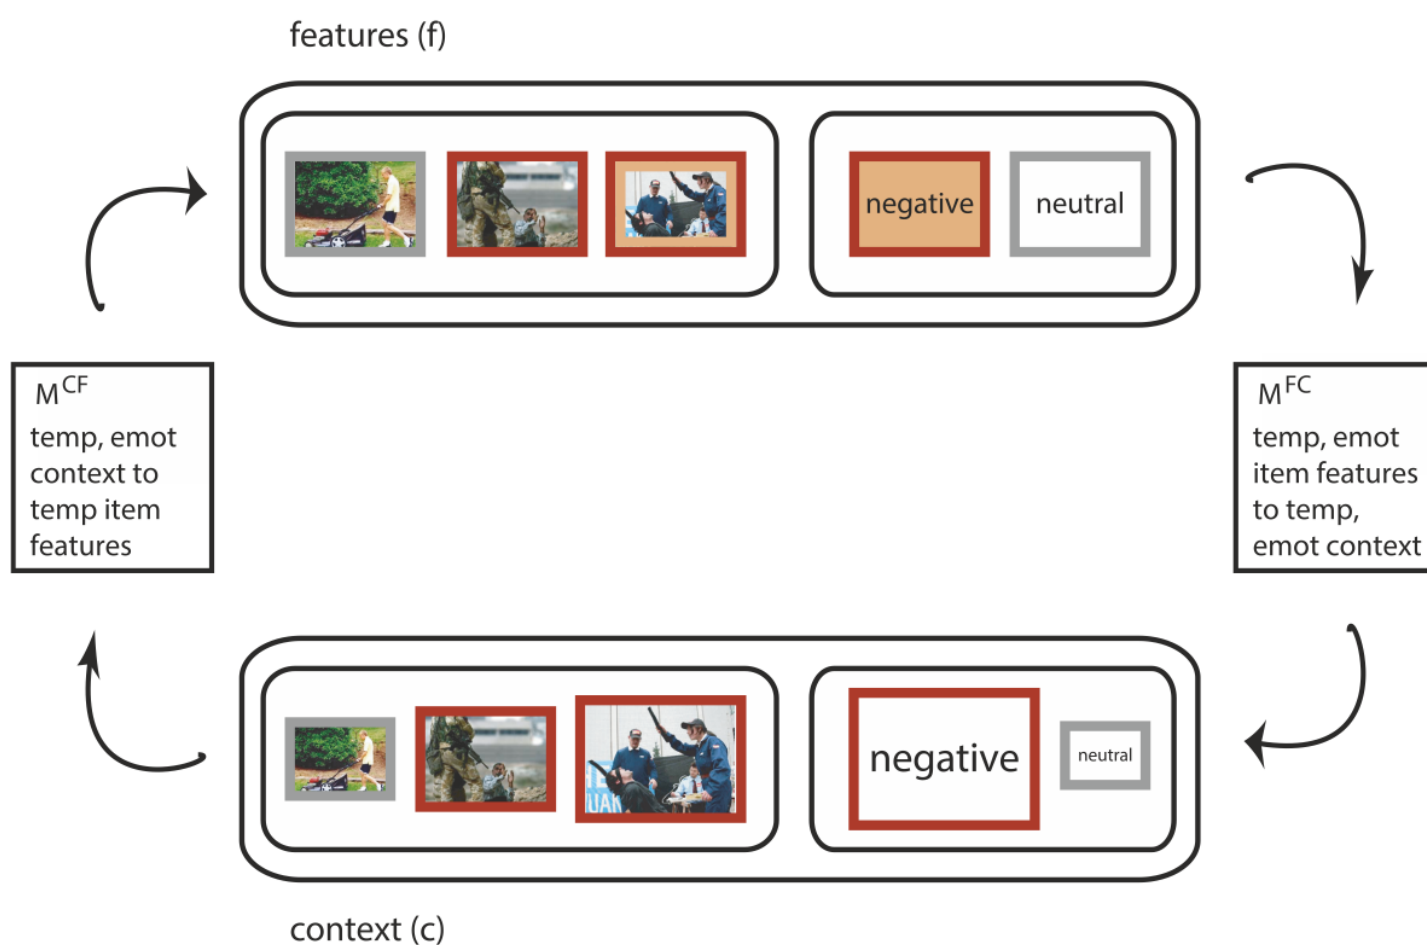 features (f)
negative
neutral
M^CF
temp, emot
context to
temp item
features
M^FC
temp, emot
item features
to temp,
emot context
negative
neutral
context (c)